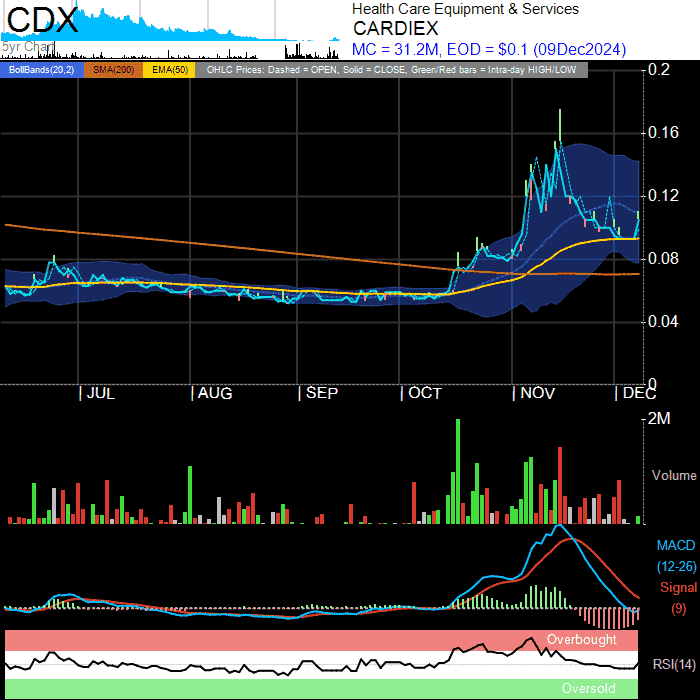 CDX
5yr Chart
Health Care Equipment & Services
CARDIEX
MC = 31.2M, EOD = $0.1 (09Dec2024)
BollBands(20,2) SMA(200) EMA(50) OHLC Prices: Dashed = OPEN, Solid = CLOSE, Green/Red bars = Intra-day HIGH/LOW
0.2
0.16
0.12
0.08
0.04
0
JUL AUG SEP OCT NOV DEC
2M
Volume
MACD
(12-26)
Signal
(9)
Overbought
RSI(14)
Oversold